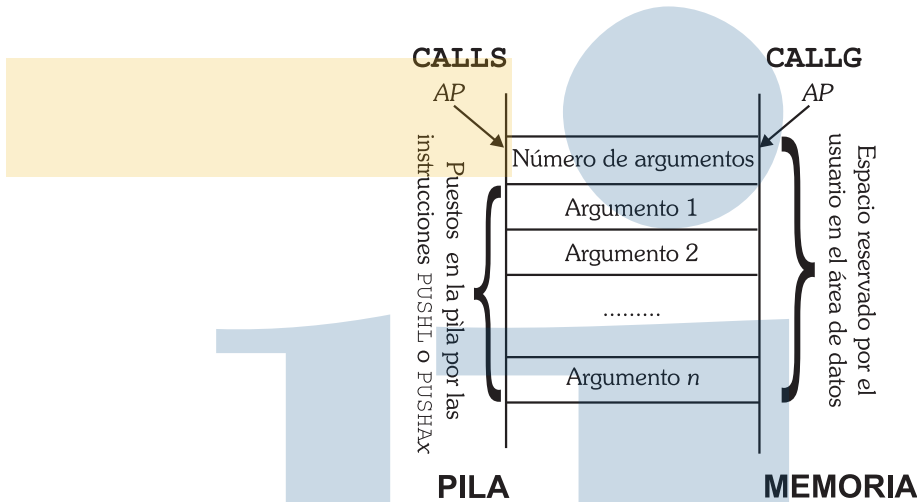 CALLS
CALLG
AP
AP
Número de argumentos
Argumento 1
Argumento 2
.........
Argumento n
Puestos en la pila por las
instrucciones PUSHL o PUSHAx
Espacio reservado por el
usuario en el área de datos
PILA
MEMORIA